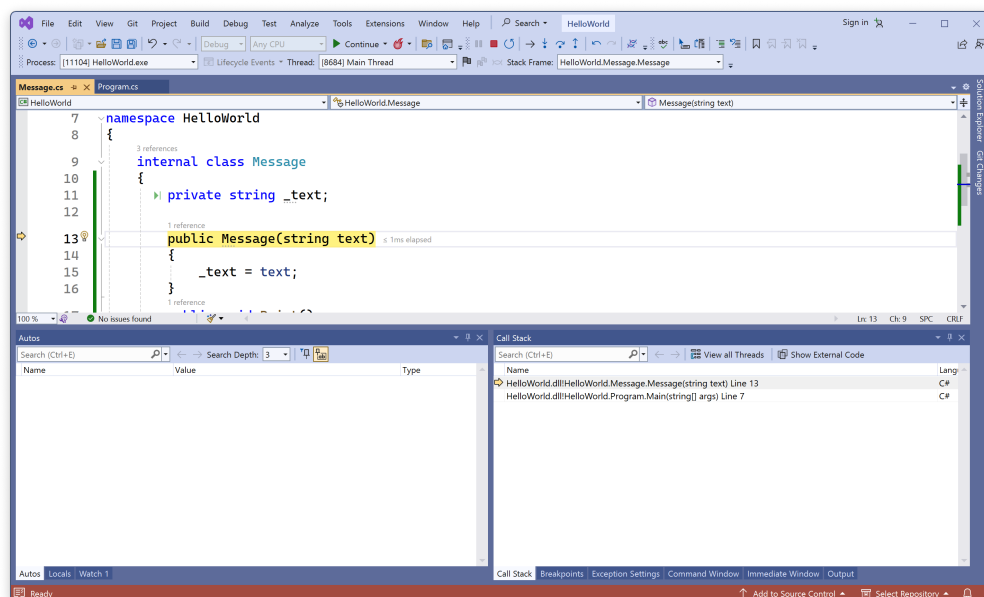 File Edit View Git Project Build Debug Test Analyze Tools Extensions Window Help Search HelloWorld Sign in
Debug Any CPU Continue
Process: [11104] HelloWorld.exe Lifecycle Events Thread: [8684] Main Thread Stack Frame: HelloWorld.Message.Message
Message.cs Program.cs
HelloWorld HelloWorld.Message Message(string text)
7 namespace HelloWorld
8 {
3 references
9 internal class Message
10 {
11 private string _text;
12
1 reference
13 public Message(string text) ≤ 1ms elapsed
14 {
15 _text = text;
16 }
1 reference
100 % No issues found Ln: 13 Ch: 9 SPC CRLF
Solution Explorer
Git Changes
Autos
Search (Ctrl+E) Search Depth: 3
Name Value Type
Autos Locals Watch 1
Call Stack
Search (Ctrl+E) View all Threads Show External Code
Name Lang
HelloWorld.dll!HelloWorld.Message.Message(string text) Line 13 C#
HelloWorld.dll!HelloWorld.Program.Main(string[] args) Line 7 C#
Call Stack Breakpoints Exception Settings Command Window Immediate Window Output
Ready Add to Source Control Select Repository